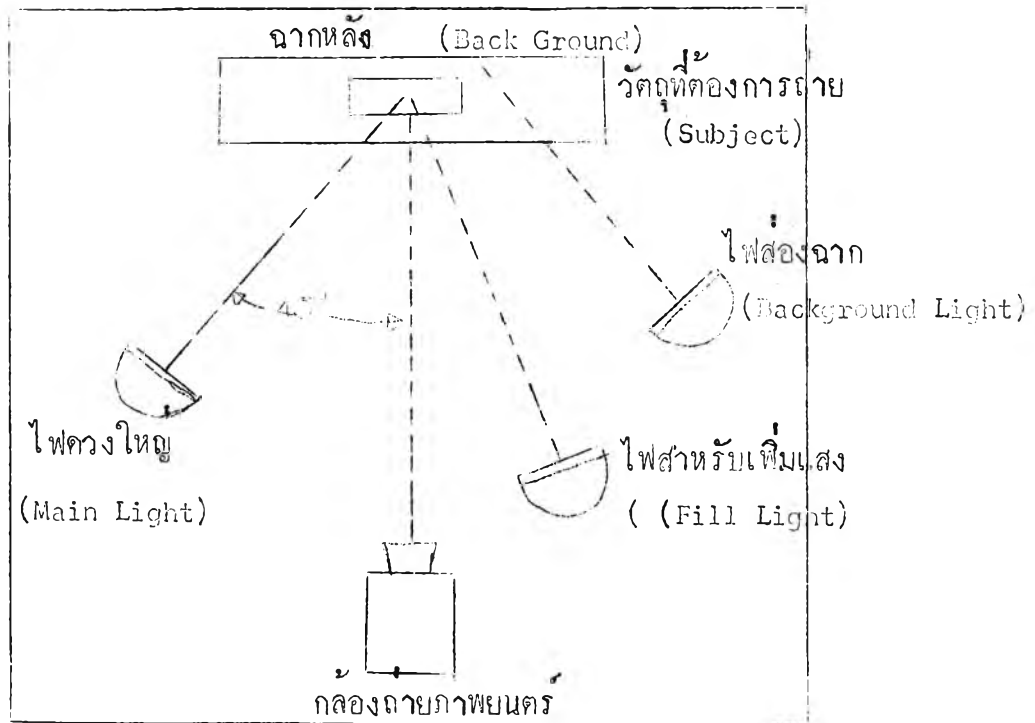 ฉากหลัง (Back Ground)
วัตถุที่ต้องการถ่าย
(Subject)
ไฟส่องฉาก
(Background Light)
45°
ไฟดวงใหญ่
(Main Light)
ไฟสำหรับเพิ่มแสง
( (Fill Light)
กล้องถ่ายภาพยนตร์